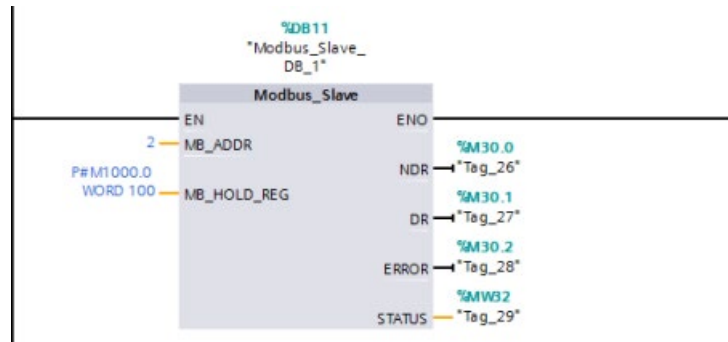 %DB11
"Modbus_Slave_
DB_1"
Modbus_Slave
EN ENO
2 MB_ADDR
%M30.0
NDR "Tag_26"
P#M1000.0
WORD 100 MB_HOLD_REG
%M30.1
DR "Tag_27"
%M30.2
ERROR "Tag_28"
%MW32
STATUS "Tag_29"